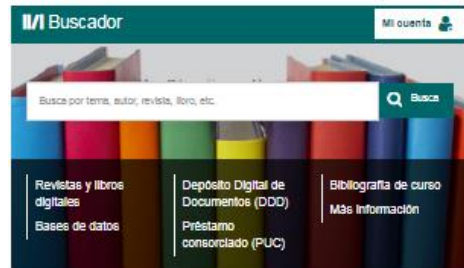 Buscador
Mi cuenta
Busca por tema, autor, revista, libro, etc.
Busca
Revistas y libros
digitales
Bases de datos
Depósito Digital de
Documentos (DDD)
Préstamo
consorciado (PUC)
Bibliografía de curso
Más información